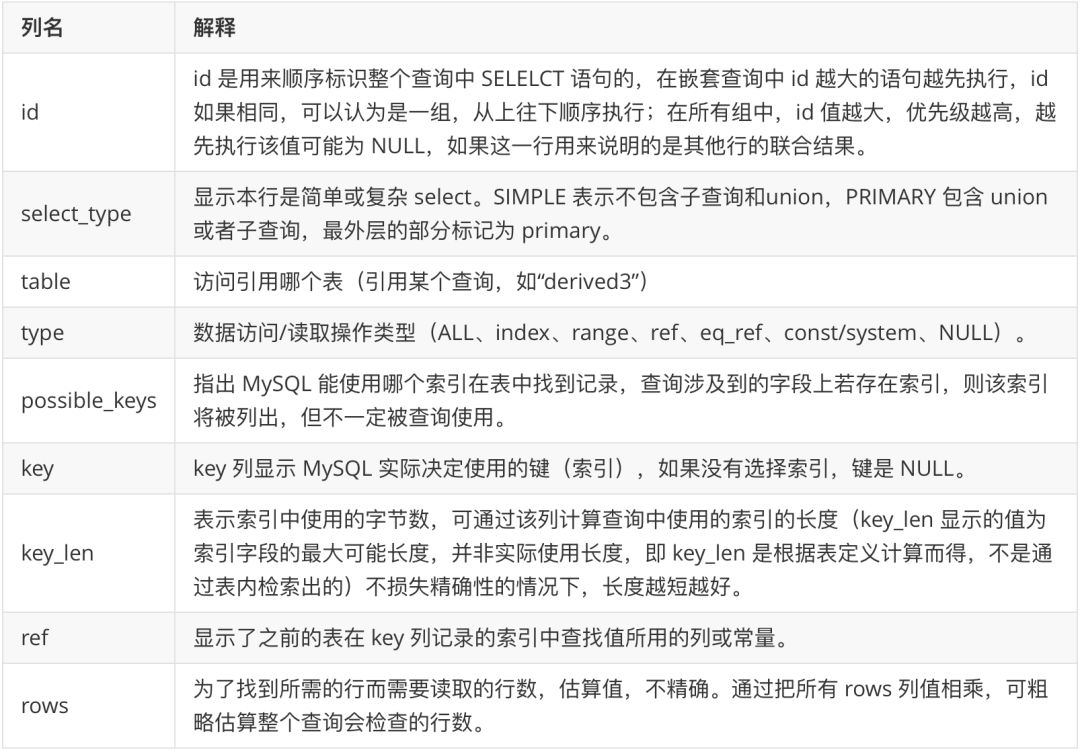 列名
解释
id
id 是用来顺序标识整个查询中 SELELCT 语句的，在嵌套查询中 id 越大的语句越先执行，id
如果相同，可以认为是一组，从上往下顺序执行；在所有组中，id 值越大，优先级越高，越
先执行该值可能为 NULL，如果这一行用来说明的是其他行的联合结果。
select_type
显示本行是简单或复杂 select。SIMPLE 表示不包含子查询和union，PRIMARY 包含 union
或者子查询，最外层的部分标记为 primary。
table
访问引用哪个表（引用某个查询，如“derived3”）
type
数据访问/读取操作类型（ALL、index、range、ref、eq_ref、const/system、NULL）。
possible_keys
指出 MySQL 能使用哪个索引在表中找到记录，查询涉及到的字段上若存在索引，则该索引
将被列出，但不一定被查询使用。
key
key 列显示 MySQL 实际决定使用的键（索引），如果没有选择索引，键是 NULL。
key_len
表示索引中使用的字节数，可通过该列计算查询中使用的索引的长度（key_len 显示的值为
索引字段的最大可能长度，并非实际使用长度，即 key_len 是根据表定义计算而得，不是通
过表内检索出的）不损失精确性的情况下，长度越短越好。
ref
显示了之前的表在 key 列记录的索引中查找值所用的列或常量。
rows
为了找到所需的行而需要读取的行数，估算值，不精确。通过把所有 rows 列值相乘，可粗
略估算整个查询会检查的行数。